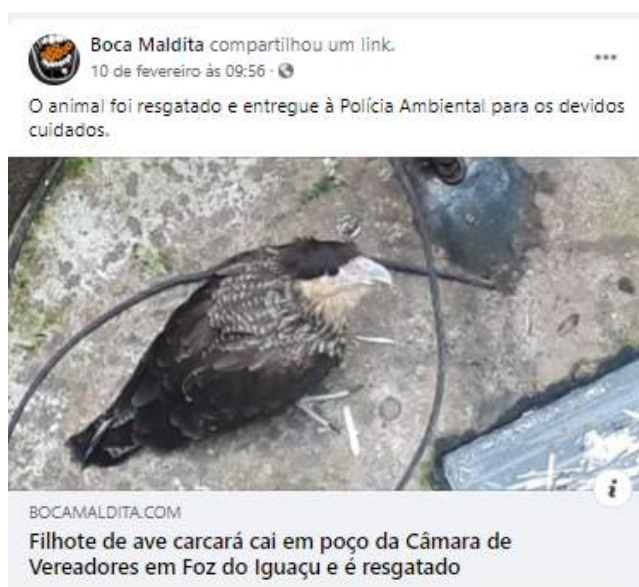 Boca Maldita compartilhou um link.
10 de fevereiro às 09:56 ·
O animal foi resgatado e entregue à Polícia Ambiental para os devidos
cuidados.
i
BOCAMALDITA.COM
Filhote de ave carcará cai em poço da Câmara de
Vereadores em Foz do Iguaçu e é resgatado